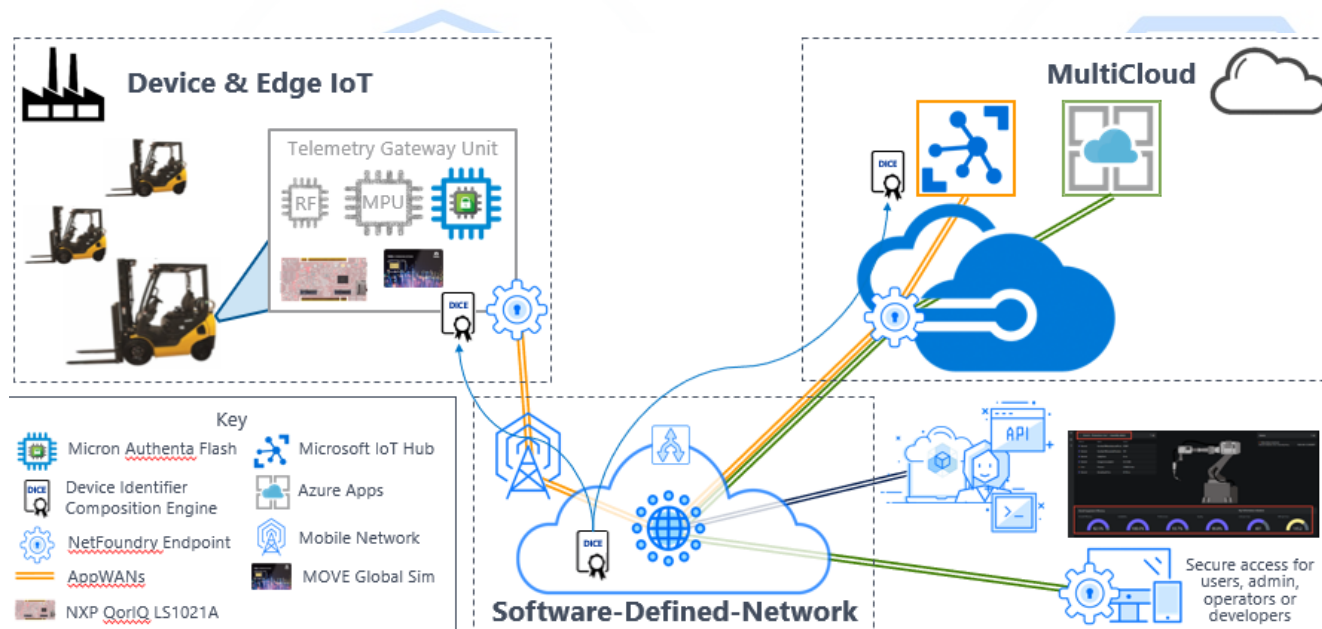 Device & Edge IoT
MultiCloud
Telemetry Gateway Unit
RF
MPU
DICE
DICE
Key
Micron Authenta Flash
Microsoft IoT Hub
Device Identifier
Composition Engine
DICE
Azure Apps
NetFoundry Endpoint
Mobile Network
AppWANs
MOVE Global Sim
NXP QorIQ LS1021A
DICE
Software-Defined-Network
API
Secure access for
users, admin,
operators or
developers